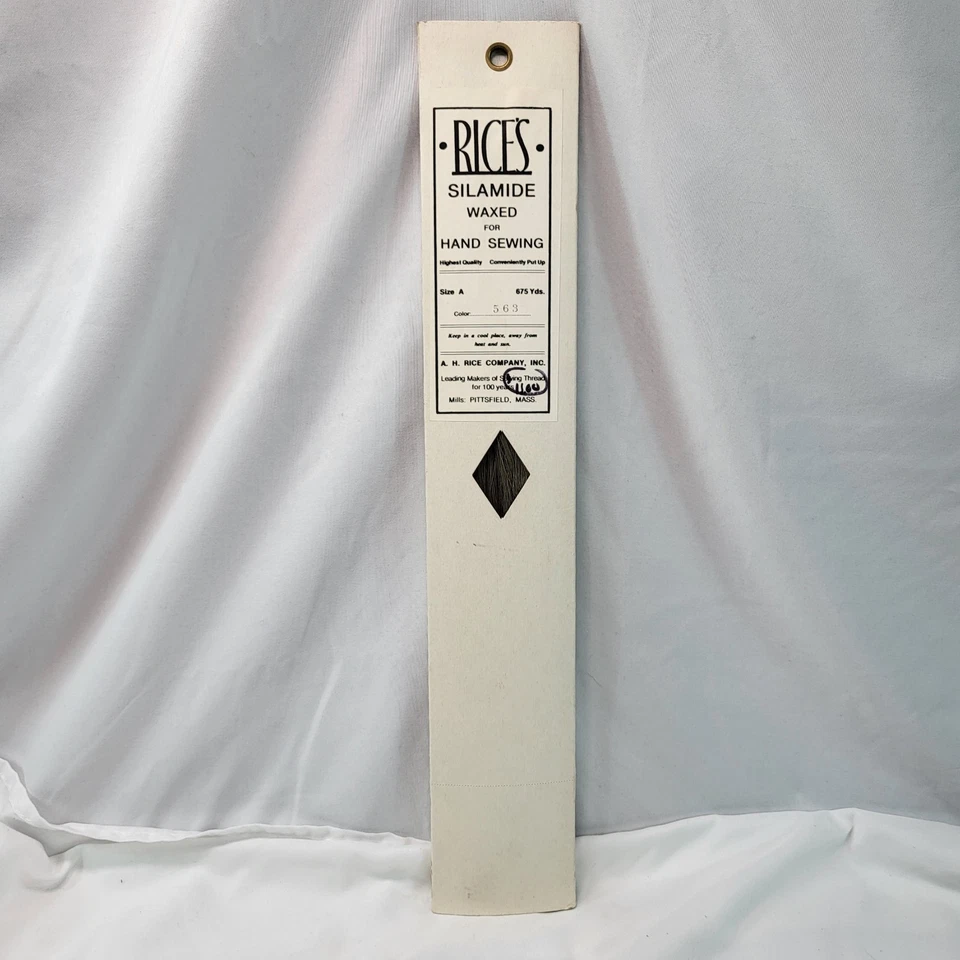 • RICE'S •
SILAMIDE
WAXED
FOR
HAND SEWING
Highest Quality Conveniently Put Up
Size A 675 Yds.
Color 563
Keep in a cool place, away from
heat and sun.
A. H. RICE COMPANY, INC.
Leading Makers of Sewing Thread
for 100 years
Mills: PITTSFIELD, MASS.